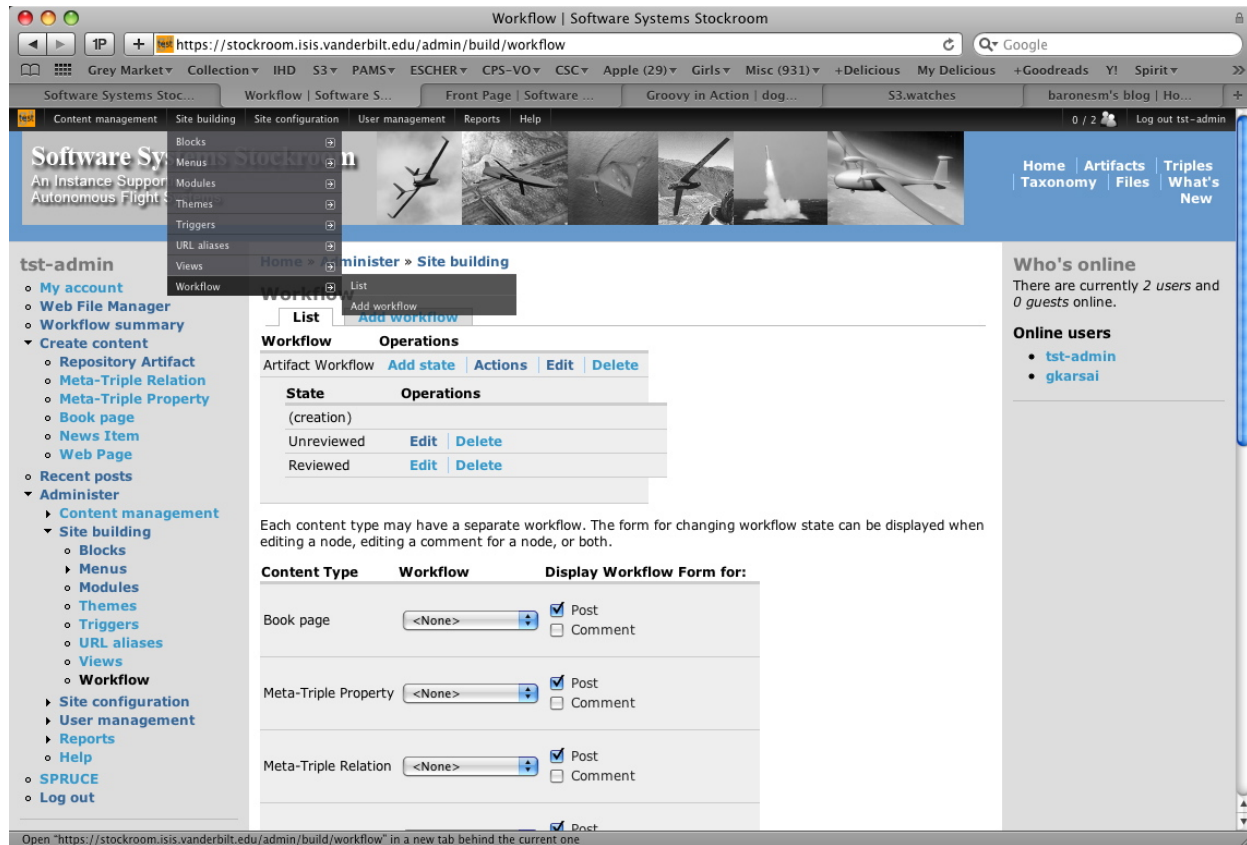 Workflow | Software Systems Stockroom
1P + test https://stockroom.isis.vanderbilt.edu/admin/build/workflow Google
Grey Market Collection IHD S3 PAMS ESCHER CPS-VO CSC Apple (29) Girls Misc (931) +Delicious My Delicious +Goodreads Y! Spirit »
Software Systems Stoc... Workflow | Software S... Front Page | Software ... Groovy in Action | dog... S3.watches baronesm's blog | Ho... +
test Content management Site building Site configuration User management Reports Help 0 / 2 Log out tst-admin
Blocks
Menus
Modules
Themes
Triggers
URL aliases
Views
Workflow
List
Add workflow
Software Systems Stockroom
An Instance Suppor
Autonomous Flight S
Home | Artifacts | Triples
| Taxonomy | Files | What's
New
tst-admin
My account
Web File Manager
Workflow summary
Create content
Repository Artifact
Meta-Triple Relation
Meta-Triple Property
Book page
News Item
Web Page
Recent posts
Administer
Content management
Site building
Blocks
Menus
Modules
Themes
Triggers
URL aliases
Views
Workflow
Site configuration
User management
Reports
Help
SPRUCE
Log out
Home » Administer » Site building
Workflow
List Add workflow
Workflow Operations
Artifact Workflow Add state Actions Edit Delete
State Operations
(creation)
Unreviewed Edit Delete
Reviewed Edit Delete
Each content type may have a separate workflow. The form for changing workflow state can be displayed when
editing a node, editing a comment for a node, or both.
Content Type Workflow Display Workflow Form for:
Book page <None> Post
Comment
Meta-Triple Property <None> Post
Comment
Meta-Triple Relation <None> Post
Comment
Post
Who's online
There are currently 2 users and
0 guests online.
Online users
tst-admin
gkarsai
Open "https://stockroom.isis.vanderbilt.edu/admin/build/workflow" in a new tab behind the current one